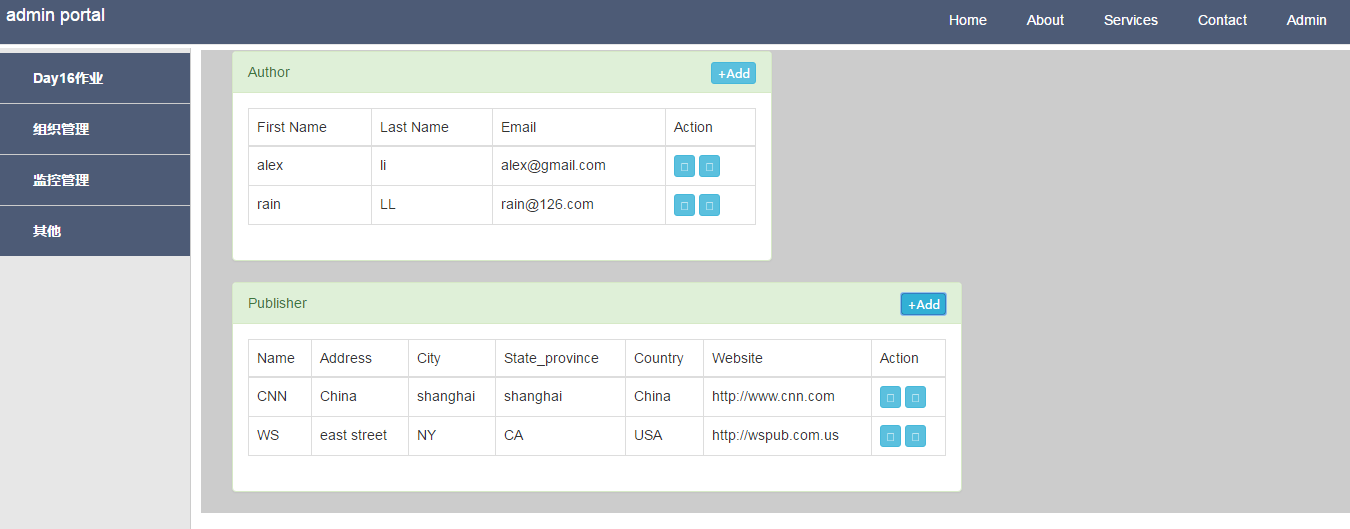 admin portal
Home About Services Contact Admin
Day16作业
组织管理
监控管理
其他
Author +Add
First Name Last Name Email Action
alex li alex@gmail.com
rain LL rain@126.com
Publisher +Add
Name Address City State_province Country Website Action
CNN China shanghai shanghai China http://www.cnn.com
WS east street NY CA USA http://wspub.com.us